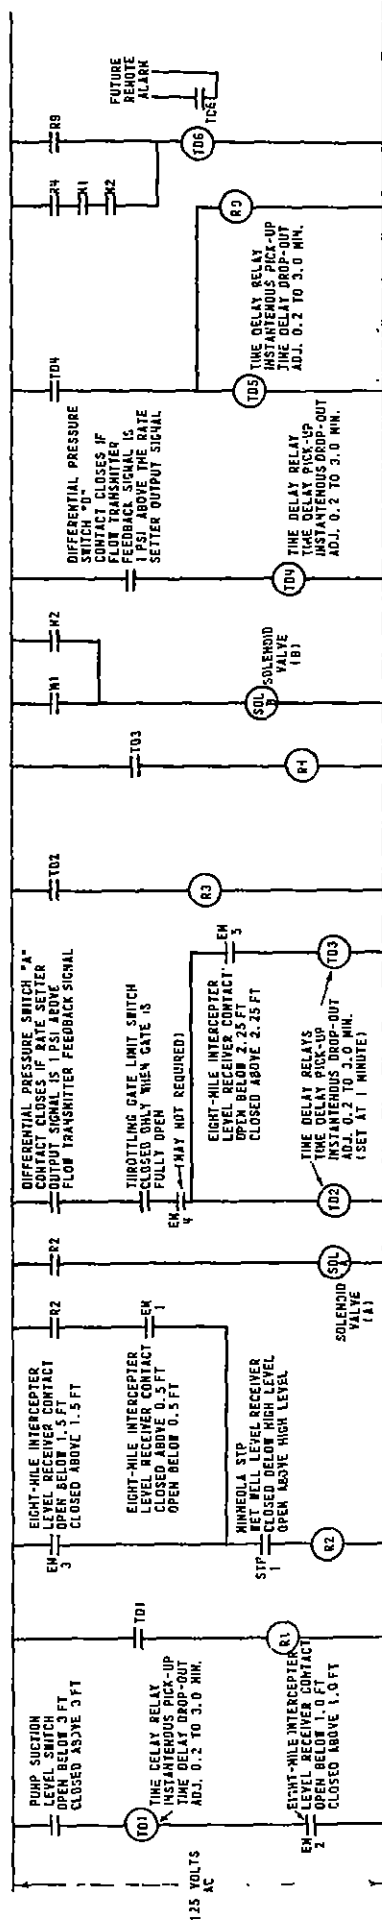 125 VOLTS
AC
PUMP SUCTION
LEVEL SWITCH
OPEN BELOW 3 FT
CLOSED ABOVE 3 FT
TD1
TIME DELAY RELAY
INSTANTENOUS PICK-UP
TIME DELAY DROP-OUT
ADJ. 0.2 TO 3.0 MIN.
EIGHT-MILE INTERCEPTER
LEVEL RECEIVER CONTACT
OPEN BELOW 1.0 FT
CLOSED ABOVE 1.0 FT
EM
2
TD1
R1
EIGHT-MILE INTERCEPTER
LEVEL RECEIVER CONTACT
OPEN BELOW 1.5 FT
CLOSED ABOVE 1.5 FT
EM
3
R2
EIGHT-MILE INTERCEPTER
LEVEL RECEIVER CONTACT
CLOSED ABOVE 0.5 FT
OPEN BELOW 0.5 FT
EM
1
MINNEOLA STP
WET WELL LEVEL RECEIVER
CLOSED BELOW HIGH LEVEL
OPEN ABOVE HIGH LEVEL
STP
1
R2
R2
SOL
A
SOLENOID
VALVE
(A)
DIFFERENTIAL PRESSURE SWITCH "A"
CONTACT CLOSES IF RATE SETTER
OUTPUT SIGNAL IS 1 PSI ABOVE
FLOW TRANSMITTER FEEDBACK SIGNAL
THROTTLING GATE LIMIT SWITCH
CLOSED ONLY WHEN GATE IS
FULLY OPEN
EM
4
(MAY NOT REQUIRED)
EIGHT-MILE INTERCEPTER
LEVEL RECEIVER CONTACT
OPEN BELOW 2.25 FT
CLOSED ABOVE 2.25 FT
EM
5
TIME DELAY RELAYS
TIME DELAY PICK-UP
INSTANTENOUS DROP-OUT
ADJ. 0.2 TO 3.0 MIN.
(SET AT 1 MINUTE)
TD2
TD3
TD2
R3
TD3
R4
M1
M2
SOL
B
SOLENOID
VALVE
(B)
DIFFERENTIAL PRESSURE
SWITCH "D"
CONTACT CLOSES IF
FLOW TRANSMITTER
FEEDBACK SIGNAL IS
1 PSI ABOVE THE RATE
SETTER OUTPUT SIGNAL
TD4
TIME DELAY RELAY
TIME DELAY PICK-UP
INSTANTENOUS DROP-OUT
ADJ. 0.2 TO 3.0 MIN.
TD4
TD5
TIME DELAY RELAY
INSTANTENOUS PICK-UP
TIME DELAY DROP-OUT
ADJ. 0.2 TO 3.0 MIN.
R9
R4
M1
M2
R9
TD6
FUTURE
REMOTE
ALARM
TD6